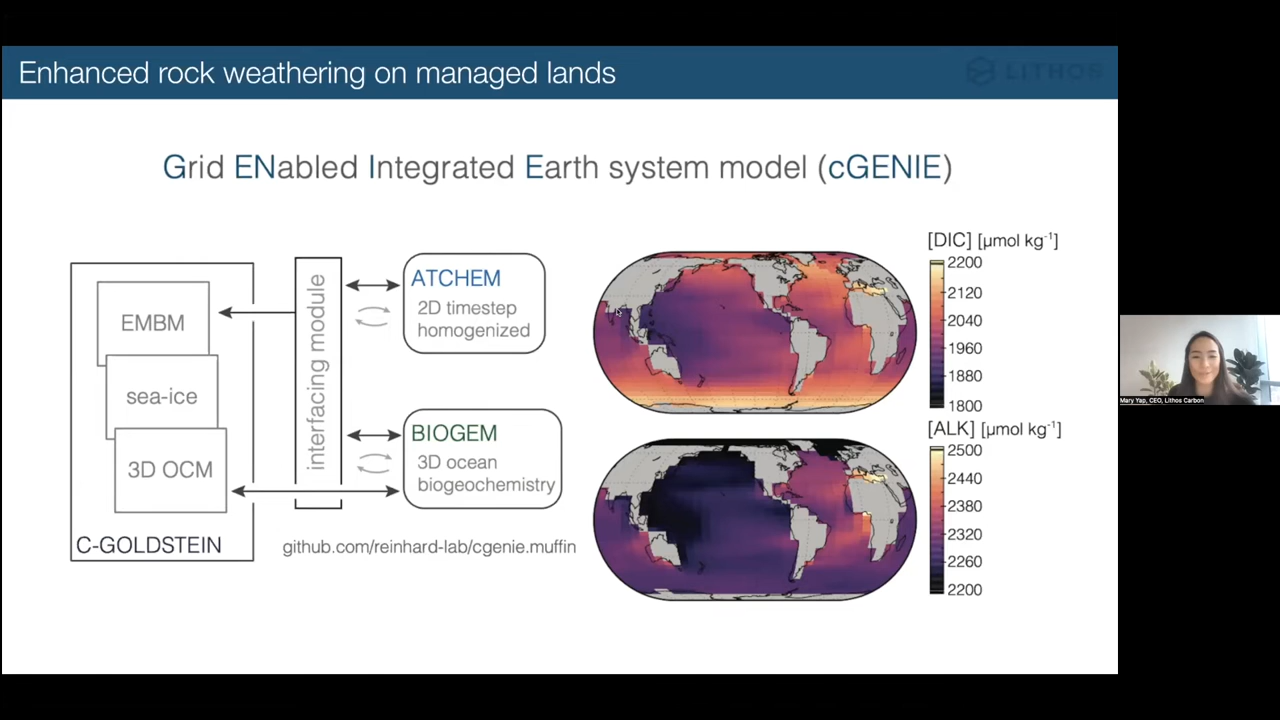 Enhanced rock weathering on managed lands
LITHOS
Grid ENabled Integrated Earth system model (cGENIE)
EMBM
sea-ice
3D OCM
C-GOLDSTEIN
interfacing module
ATCHEM
2D timestep
homogenized
BIOGEM
3D ocean
biogeochemistry
github.com/reinhard-lab/cgenie.muffin
[DIC] [µmol kg⁻¹]
2200
2120
2040
1960
1880
1800
[ALK] [µmol kg⁻¹]
2500
2440
2380
2320
2260
2200
Mary Yap, CEO, Lithos Carbon